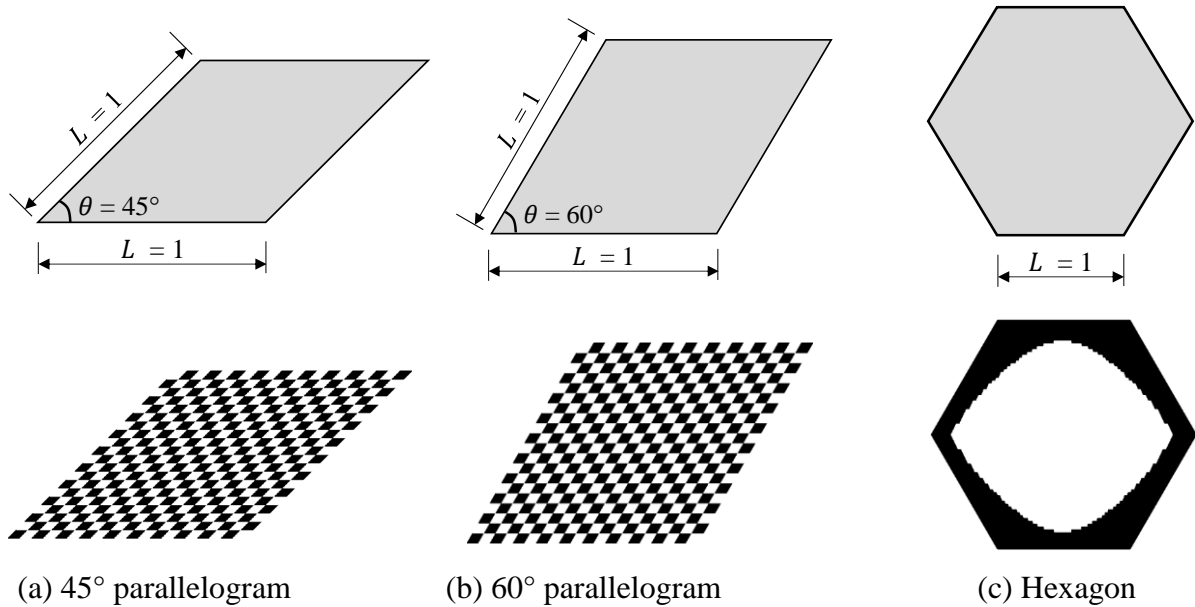 L = 1
θ = 45°
L = 1
L = 1
θ = 60°
L = 1
L = 1
(a) 45° parallelogram
(b) 60° parallelogram
(c) Hexagon